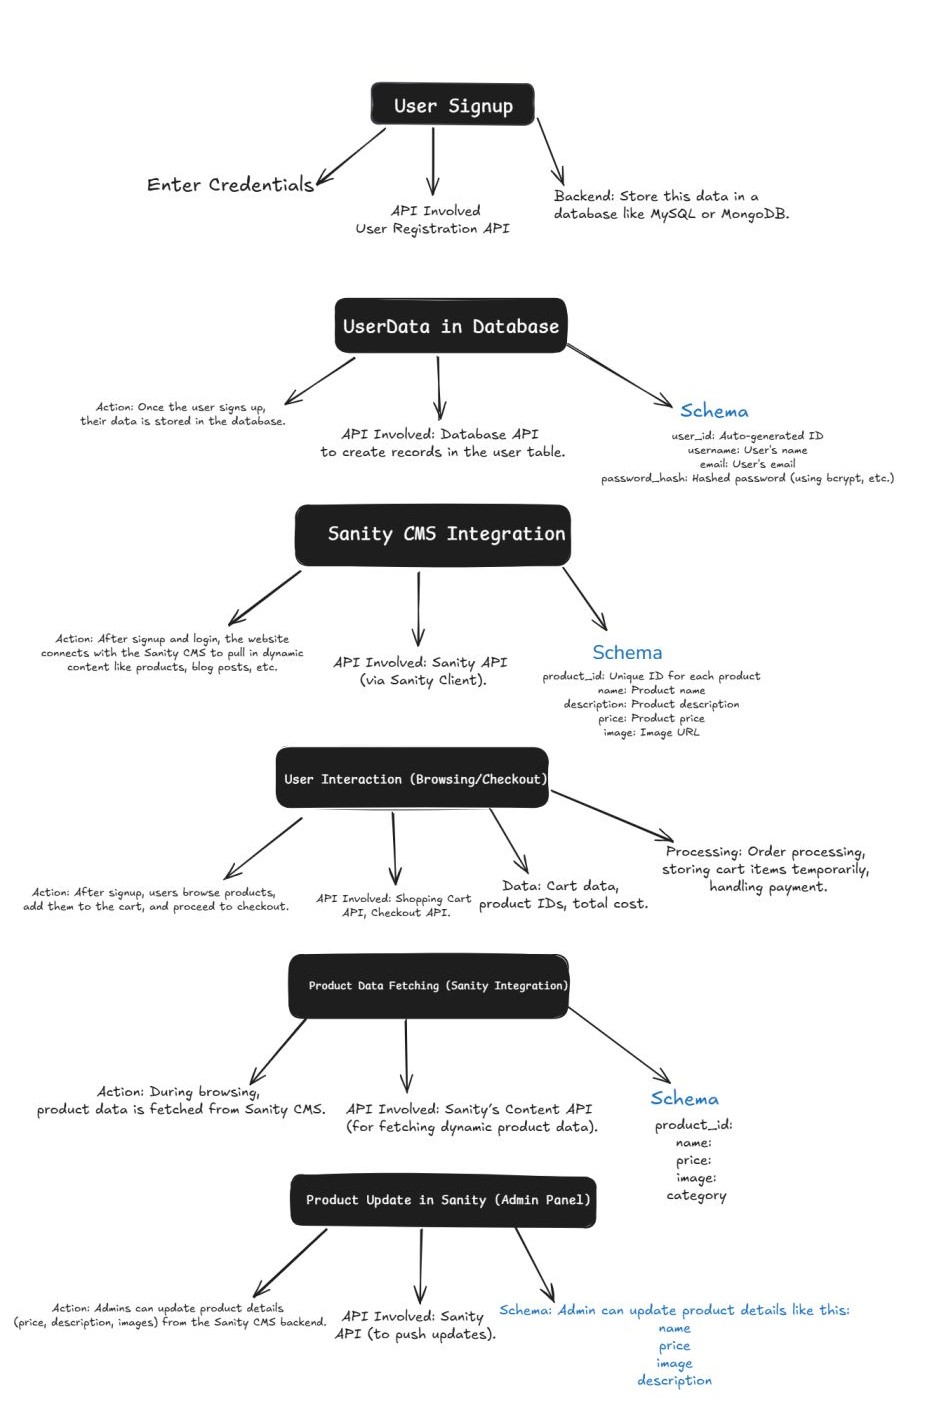 User Signup
Enter Credentials
API Involved
User Registration API
Backend: Store this data in a
database like MySQL or MongoDB.
UserData in Database
Action: Once the user signs up,
their data is stored in the database.
API Involved: Database API
to create records in the user table.
Schema
user_id: Auto-generated ID
username: User's name
email: User's email
password_hash: Hashed password (using bcrypt, etc.)
Sanity CMS Integration
Action: After signup and login, the website
connects with the Sanity CMS to pull in dynamic
content like products, blog posts, etc.
API Involved: Sanity API
(via Sanity Client).
Schema
product_id: Unique ID for each product
name: Product name
description: Product description
price: Product price
image: Image URL
User Interaction (Browsing/Checkout)
Action: After signup, users browse products,
add them to the cart, and proceed to checkout.
API Involved: Shopping Cart
API, Checkout API.
Data: Cart data,
product IDs, total cost.
Processing: Order processing,
storing cart items temporarily,
handling payment.
Product Data Fetching (Sanity Integration)
Action: During browsing,
product data is fetched from Sanity CMS.
API Involved: Sanity's Content API
(for fetching dynamic product data).
Schema
product_id:
name:
price:
image:
category
Product Update in Sanity (Admin Panel)
Action: Admins can update product details
(price, description, images) from the Sanity CMS backend.
API Involved: Sanity
API (to push updates).
Schema: Admin can update product details like this:
name
price
image
description